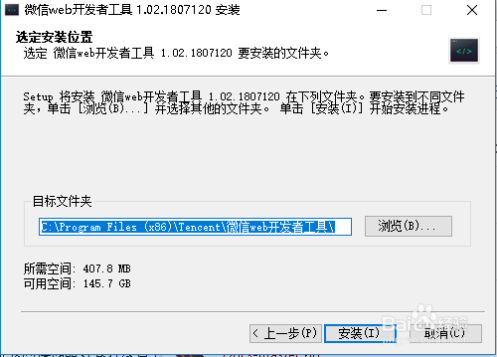 微信web开发者工具 1.02.1807120 安装
选定安装位置
选定 微信web开发者工具 1.02.1807120 要安装的文件夹。
Setup 将安装 微信web开发者工具 1.02.1807120 在下列文件夹。要安装到不同文件
夹，单击 [浏览(B)...] 并选择其他的文件夹。 单击 [安装(I)] 开始安装进程。
目标文件夹
C:\Program Files (x86)\Tencent\微信web开发者工具\
浏览(B)...
所需空间: 407.8 MB
可用空间: 145.7 GB
< 上一步(P)
安装(I)
取消(C)